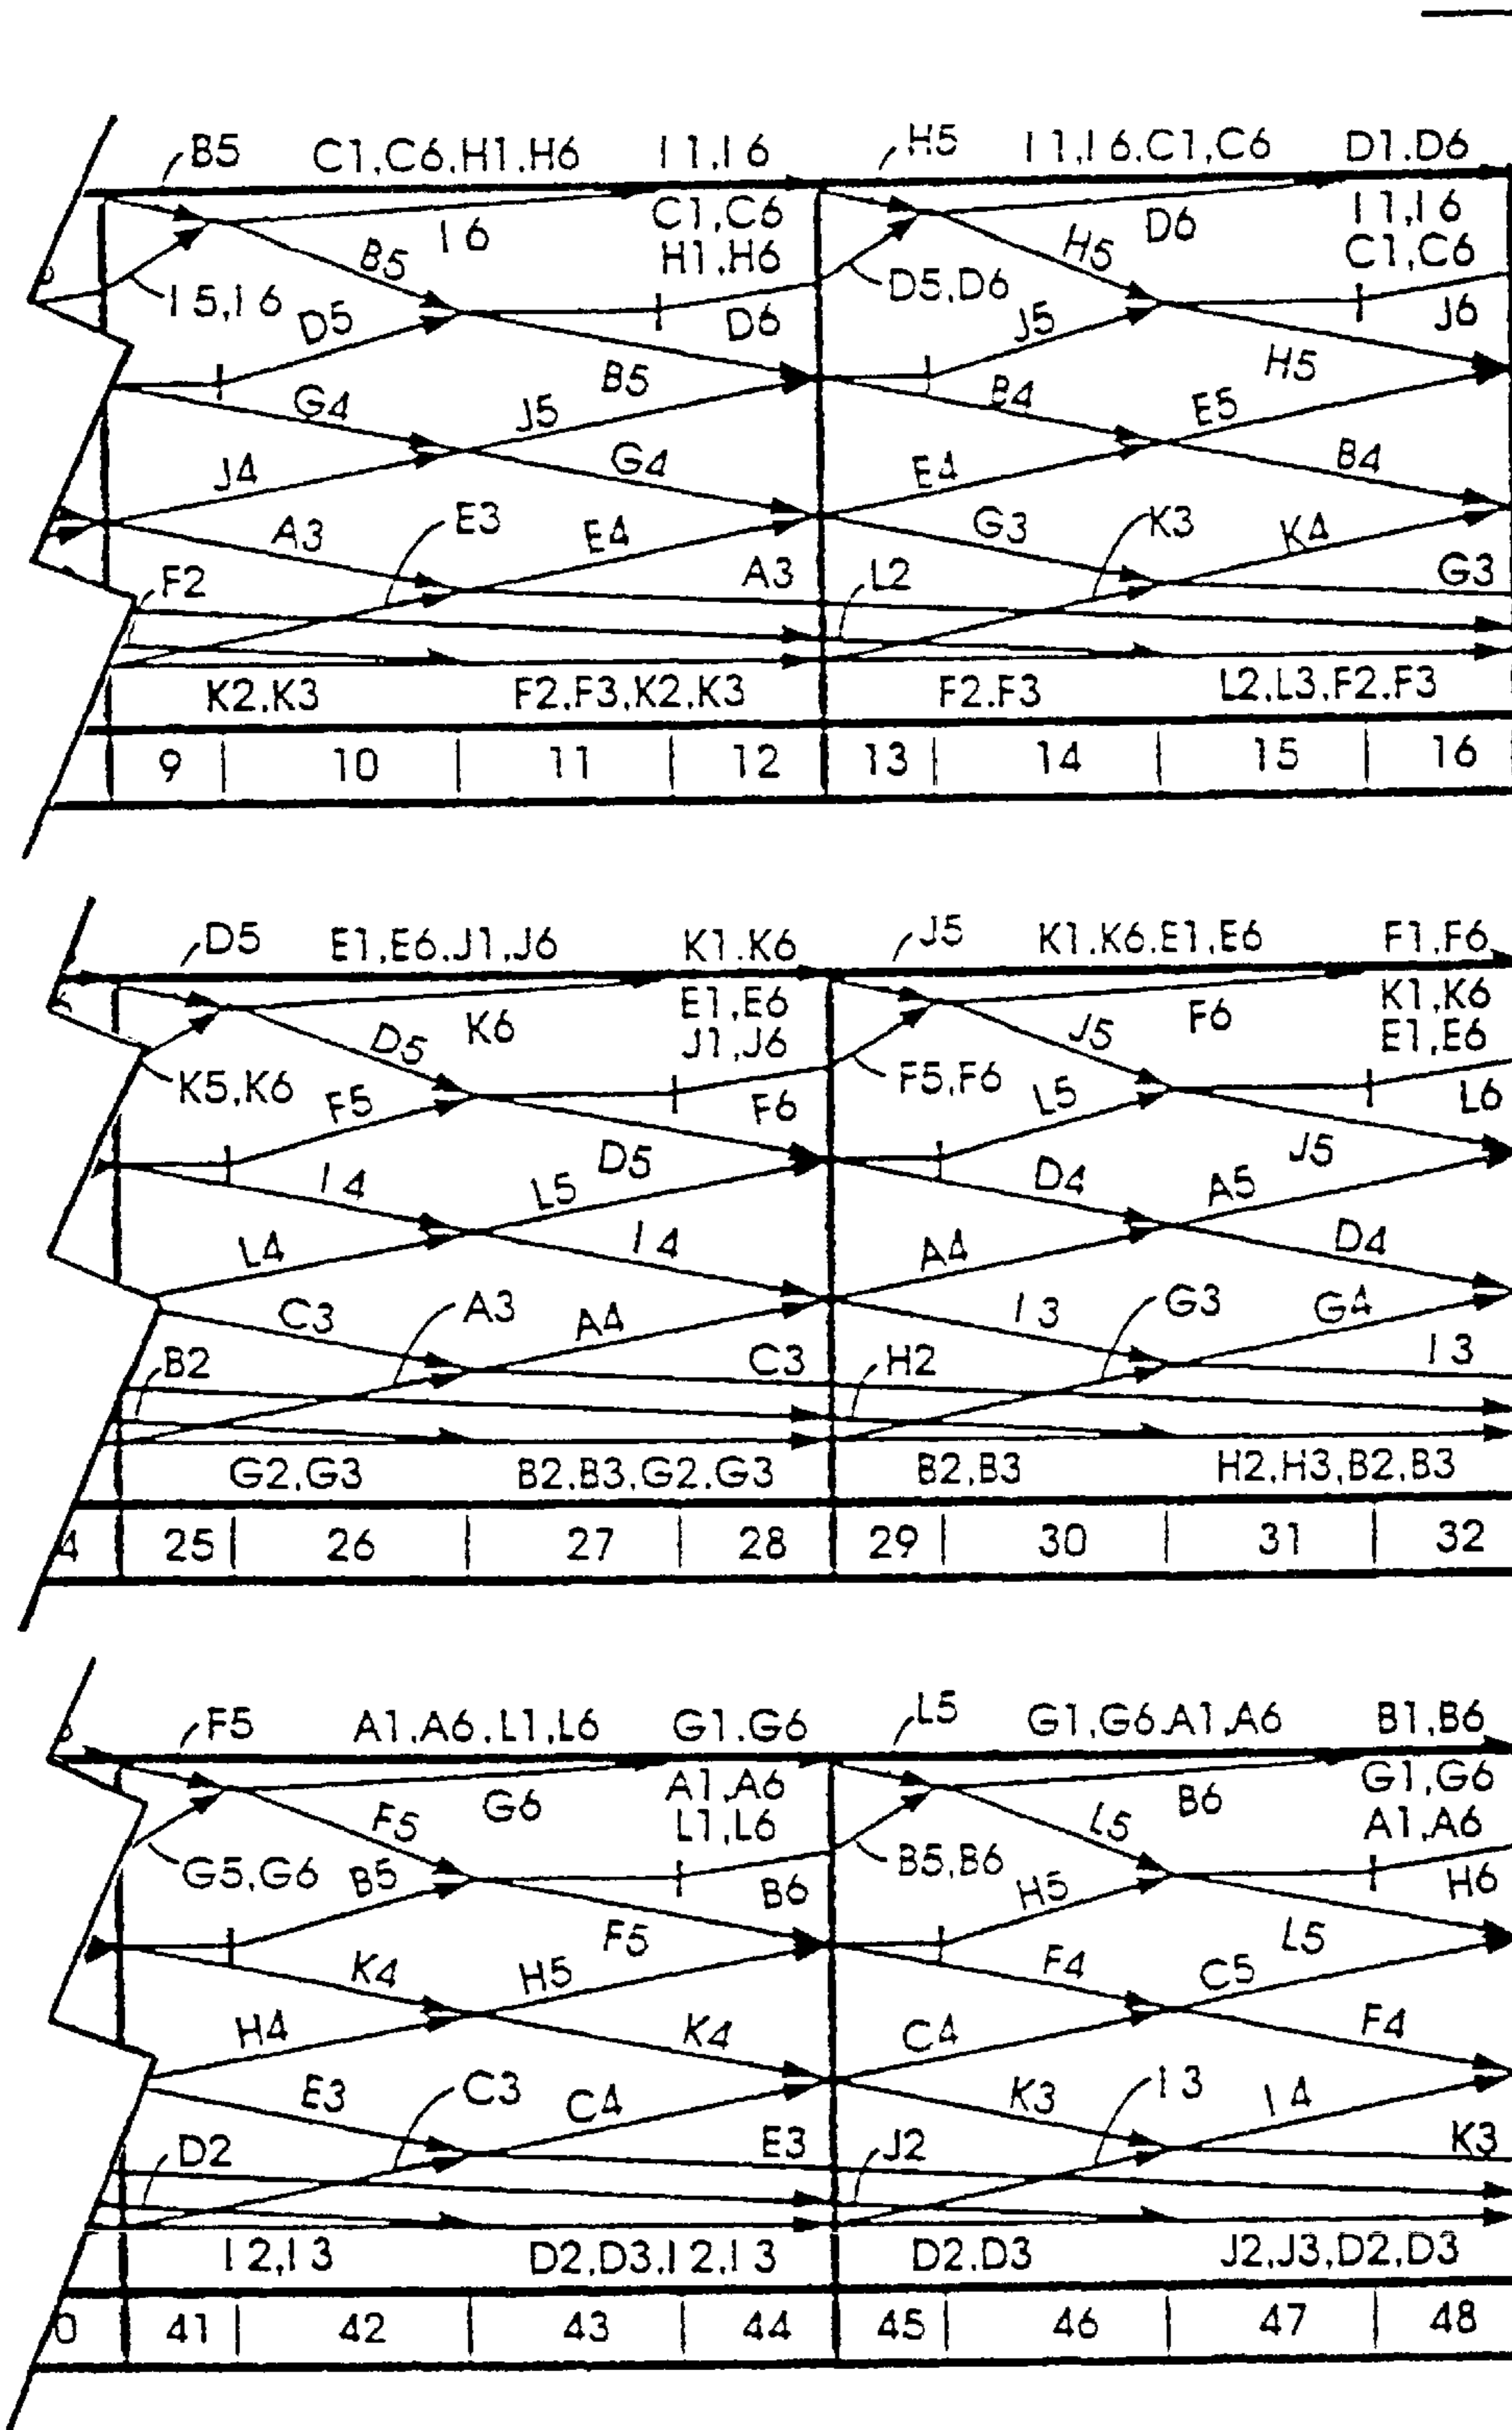 B5 C1,C6.H1.H6 I1,I6 H5 I1,I6.C1,C6 D1.D6
C1,C6 I1,I6
I6 D6
B5 H5
H1.H6 C1,C6
I5,I6 D5 D6 D5,D6 J5 J6
B5 H5
G4 J5 B4 E5
J4 G4 E4 B4
A3 E3 E4 G3 K3 K4
F2 A3 L2 G3
K2,K3 F2.F3,K2,K3 F2.F3 L2,L3,F2,F3
9 10 11 12 13 14 15 16
D5 E1,E6.J1,J6 K1.K6 J5 K1.K6.E1,E6 F1,F6
E1,E6 K1,K6
K6 F6
D5 J5
J1,J6 E1,E6
K5,K6 F5 F6 F5,F6 L5 L6
D5 J5
I4 L5 D4 A5
L4 I4 A4 D4
C3 A3 A4 I3 G3 G4
B2 C3 H2 I3
G2,G3 B2,B3,G2,G3 B2,B3 H2,H3,B2,B3
4 25 26 27 28 29 30 31 32
F5 A1,A6.L1,L6 G1.G6 L5 G1,G6.A1,A6 B1,B6
A1,A6 G1,G6
G6 B6
F5 L5
L1,L6 A1,A6
G5,G6 B5 B6 B5,B6 H5 H6
F5 L5
K4 H5 F4 C5
H4 K4 C4 F4
E3 C3 C4 K3 I3 I4
D2 E3 J2 K3
I2,I3 D2,D3,I2,I3 D2.D3 J2,J3,D2,D3
0 41 42 43 44 45 46 47 48